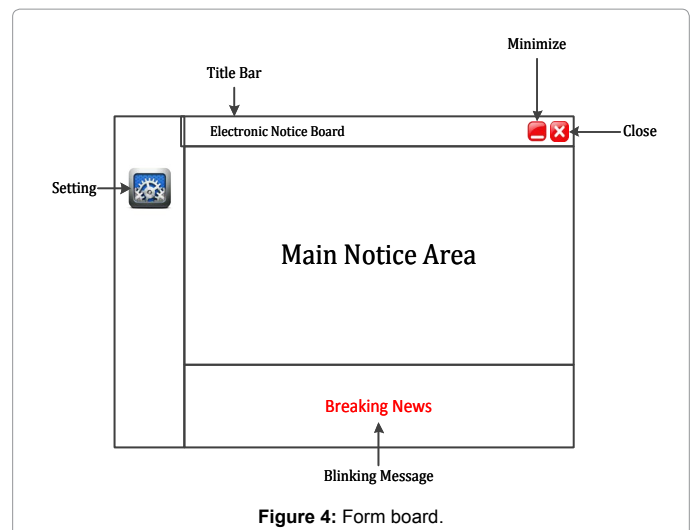 Minimize
Title Bar
Electronic Notice Board
Close
Setting
Main Notice Area
Breaking News
Blinking Message
Figure 4: Form board.